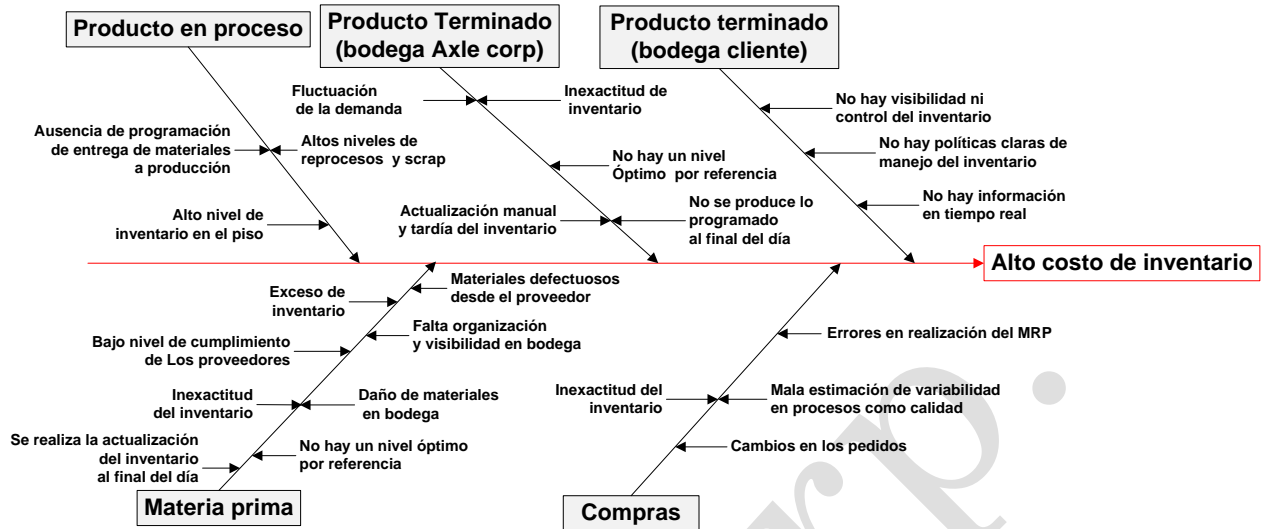 Producto en proceso
Producto Terminado
(bodega Axle corp)
Producto terminado
(bodega cliente)
Ausencia de programación
de entrega de materiales
a producción
Altos niveles de
reprocesos y scrap
Alto nivel de
inventario en el piso
Fluctuación
de la demanda
Inexactitud de
inventario
No hay un nivel
Óptimo por referencia
Actualización manual
y tardía del inventario
No se produce lo
programado
al final del día
No hay visibilidad ni
control del inventario
No hay políticas claras de
manejo del inventario
No hay información
en tiempo real
Alto costo de inventario
Materiales defectuosos
desde el proveedor
Exceso de
inventario
Falta organización
y visibilidad en bodega
Bajo nivel de cumplimiento
de Los proveedores
Inexactitud
del inventario
Daño de materiales
en bodega
Se realiza la actualización
del inventario
al final del día
No hay un nivel óptimo
por referencia
Materia prima
Errores en realización del MRP
Inexactitud del
inventario
Mala estimación de variabilidad
en procesos como calidad
Cambios en los pedidos
Compras
rp.